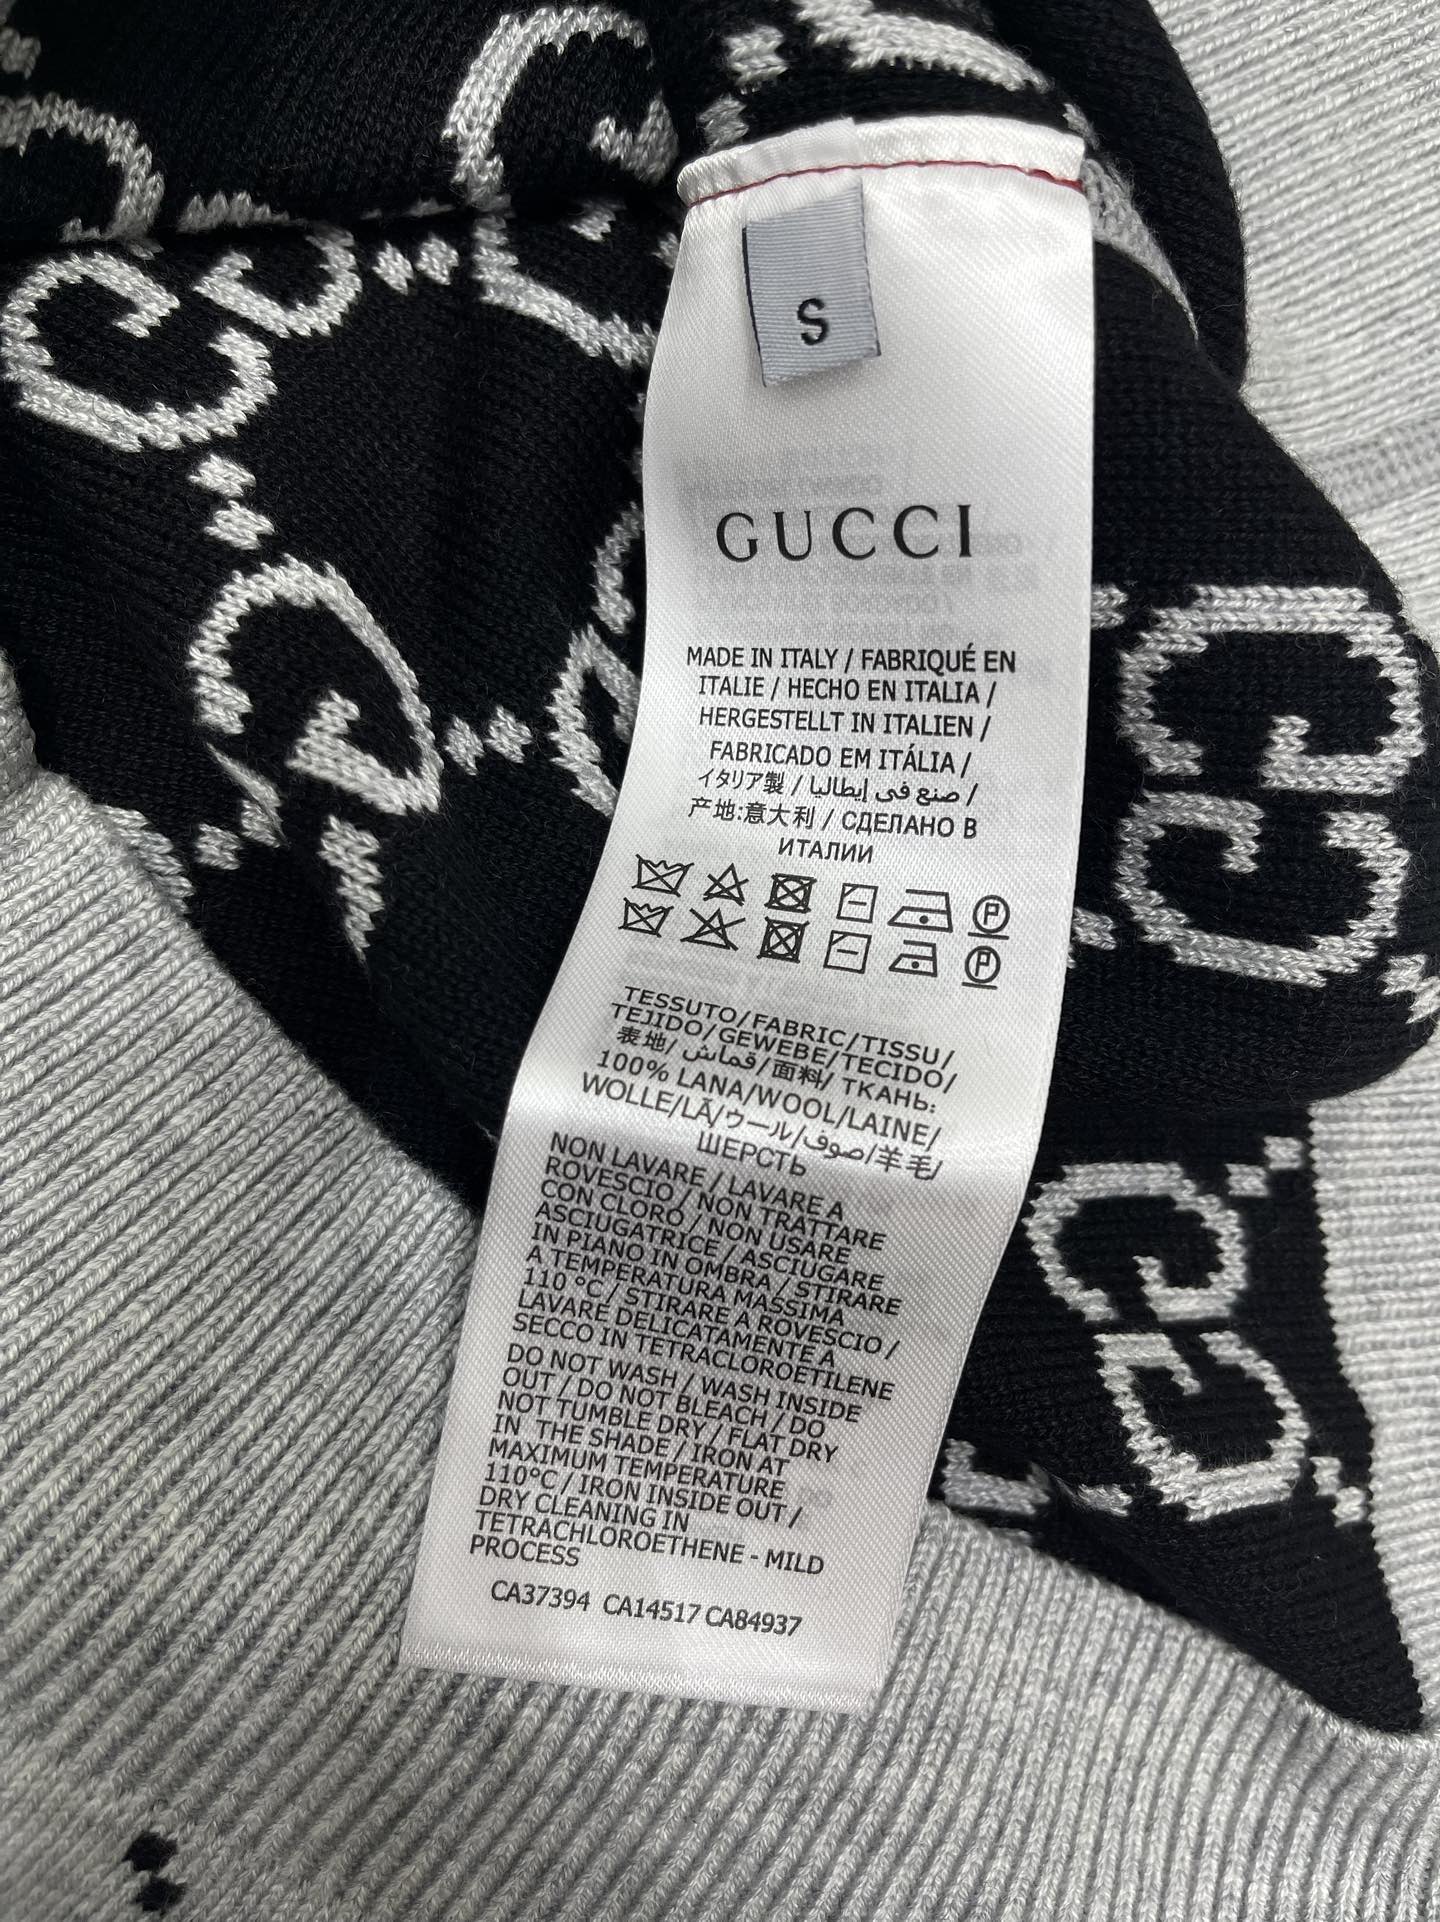 S
GUCCI
MADE IN ITALY / FABRIQUÉ EN
ITALIE / HECHO EN ITALIA /
HERGESTELLT IN ITALIEN /
FABRICADO EM ITÁLIA /
イタリア製 / صنع في إيطاليا /
产地:意大利 / СДЕЛАНО В
ИТАЛИИ
TESSUTO/FABRIC/TISSU/
TEJIDO/GEWEBE/TECIDO/
表地/ قماش/面料/ ТКАНЬ:
100% LANA/WOOL/LAINE/
WOLLE/LÃ/ウール/صوف/羊毛/
ШЕРСТЬ
NON LAVARE / LAVARE A
ROVESCIO / NON TRATTARE
CON CLORO / NON USARE
ASCIUGATRICE / ASCIUGARE
IN PIANO IN OMBRA / STIRARE
A TEMPERATURA MASSIMA
110 °C / STIRARE A ROVESCIO /
LAVARE DELICATAMENTE A
SECCO IN TETRACLOROETILENE
DO NOT WASH / WASH INSIDE
OUT / DO NOT BLEACH / DO
NOT TUMBLE DRY / FLAT DRY
IN THE SHADE / IRON AT
MAXIMUM TEMPERATURE
110°C / IRON INSIDE OUT /
DRY CLEANING IN
TETRACHLOROETHENE - MILD
PROCESS
CA37394 CA14517 CA84937